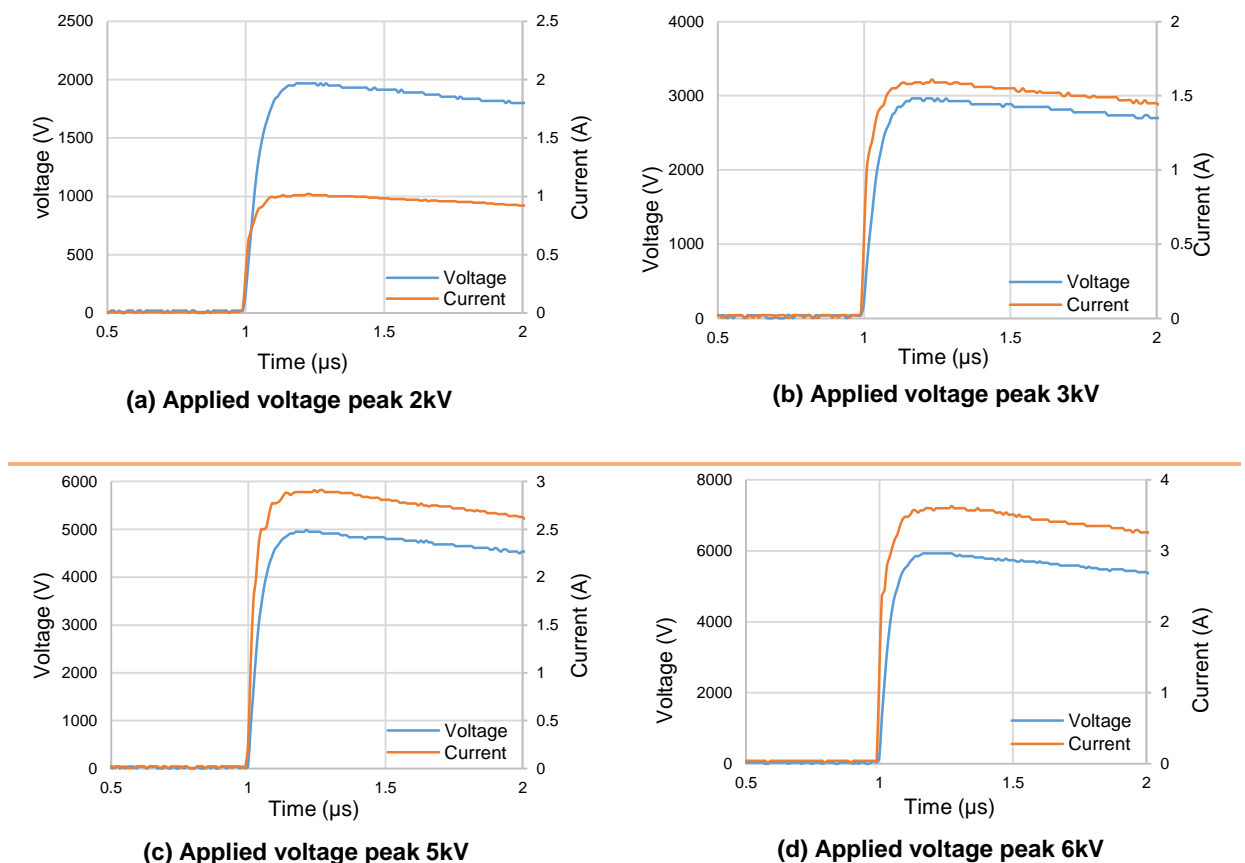 2500
2000
1500
1000
500
0
voltage (V)
2.5
2
1.5
1
0.5
0
Current (A)
Voltage
Current
0.5 1 1.5 2
Time (µs)
(a) Applied voltage peak 2kV
4000
3000
2000
1000
0
Voltage (V)
2
1.5
1
0.5
0
Current (A)
Voltage
Current
0.5 1 1.5 2
Time (µs)
(b) Applied voltage peak 3kV
6000
5000
4000
3000
2000
1000
0
Voltage (V)
3
2.5
2
1.5
1
0.5
0
Current (A)
Voltage
Current
0.5 1 1.5 2
Time (µs)
(c) Applied voltage peak 5kV
8000
6000
4000
2000
0
Voltage (V)
4
3
2
1
0
Current (A)
Voltage
Current
0.5 1 1.5 2
Time (µs)
(d) Applied voltage peak 6kV